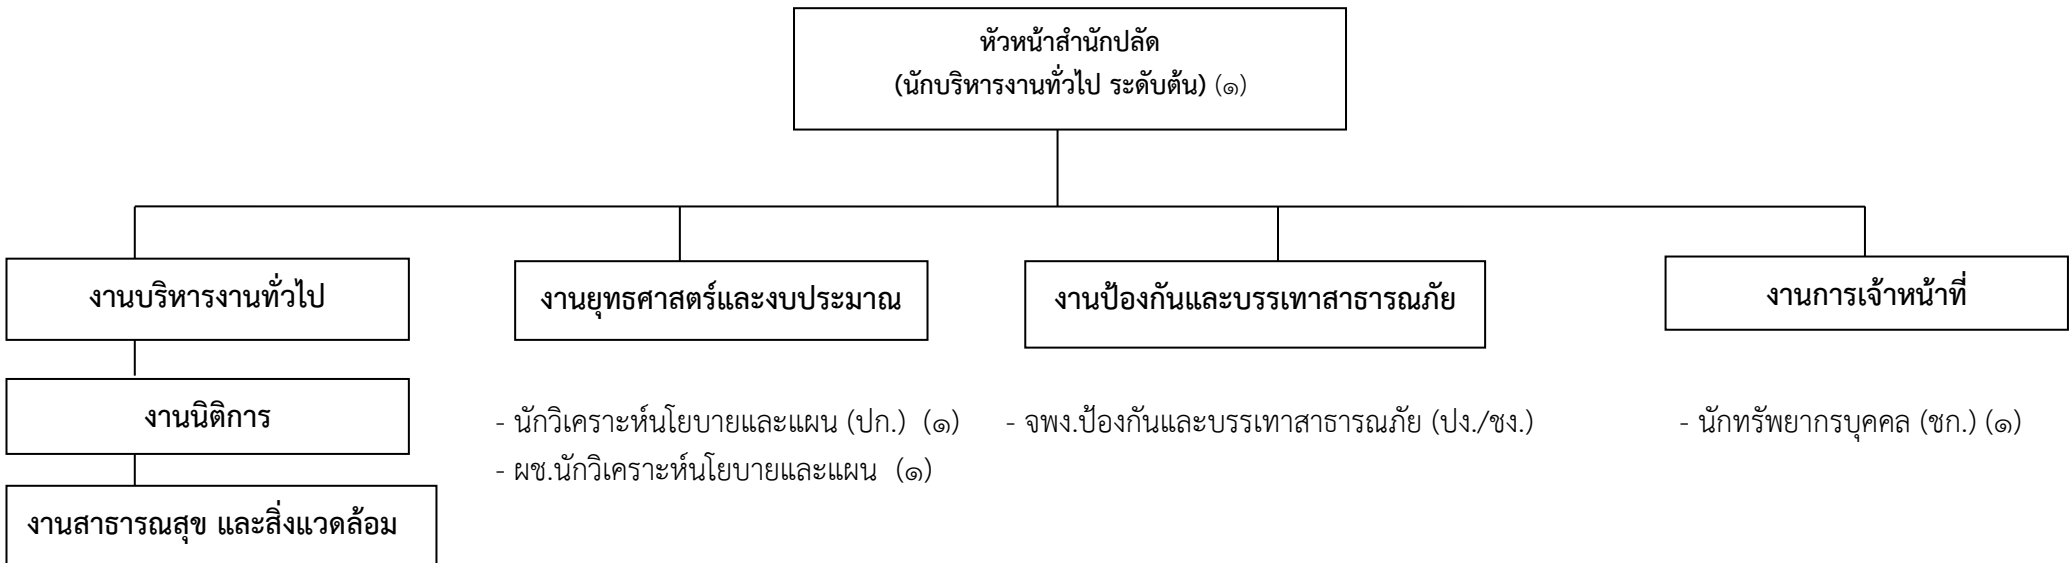 หัวหน้าสำนักปลัด
(นักบริหารงานทั่วไป ระดับต้น) (๑)
งานบริหารงานทั่วไป
งานยุทธศาสตร์และงบประมาณ
งานป้องกันและบรรเทาสาธารณภัย
งานการเจ้าหน้าที่
งานนิติการ
- นักวิเคราะห์นโยบายและแผน (ปก.) (๑)
- ผช.นักวิเคราะห์นโยบายและแผน (๑)
- จพง.ป้องกันและบรรเทาสาธารณภัย (ปง./ชง.)
- นักทรัพยากรบุคคล (ชก.) (๑)
งานสาธารณสุข และสิ่งแวดล้อม